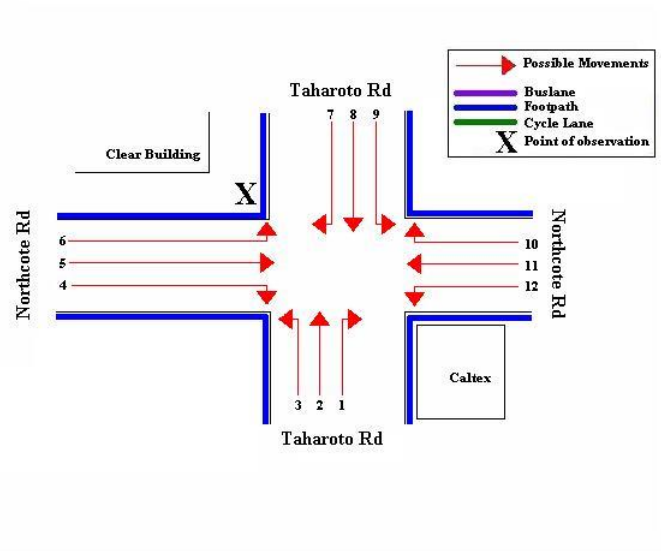 Possible Movements
Buslane
Footpath
Cycle Lane
X Point of observation
Taharoto Rd
7 8 9
Clear Building
X
Northcote Rd
6
5
4
Northcote Rd
10
11
12
3 2 1
Caltex
Taharoto Rd